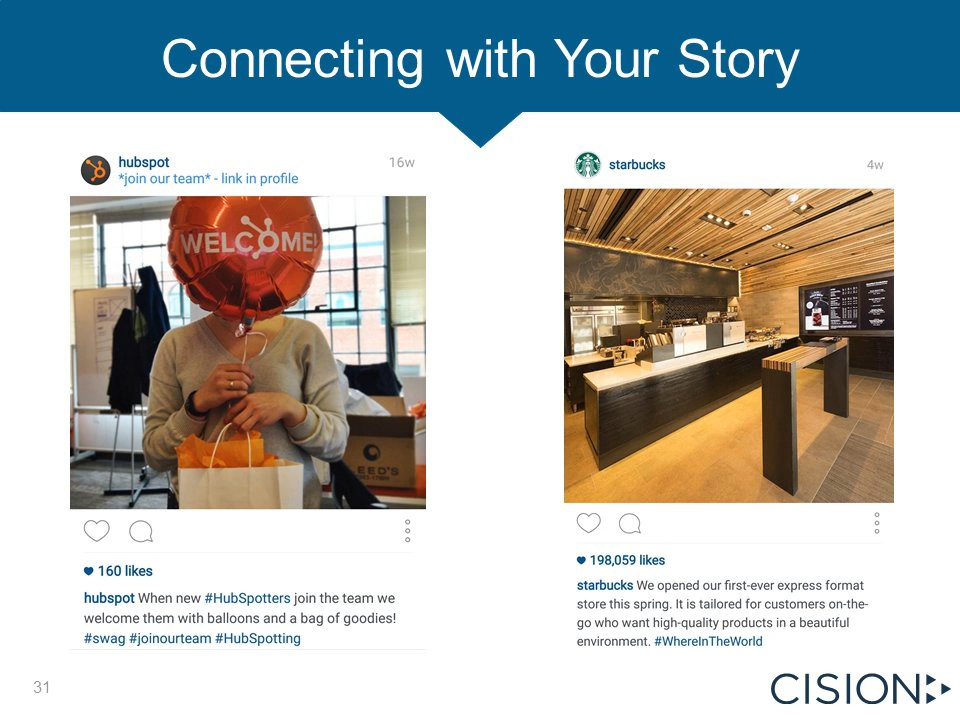 Connecting with Your Story
hubspot
16w
*join our team* - link in profile
WELCOME!
EED'S
160 likes
hubspot When new #HubSpotters join the team we
welcome them with balloons and a bag of goodies!
#swag #joinourteam #HubSpotting
starbucks
4w
198,059 likes
starbucks We opened our first-ever express format
store this spring. It is tailored for customers on-the-
go who want high-quality products in a beautiful
environment. #WhereInTheWorld
31
CISION